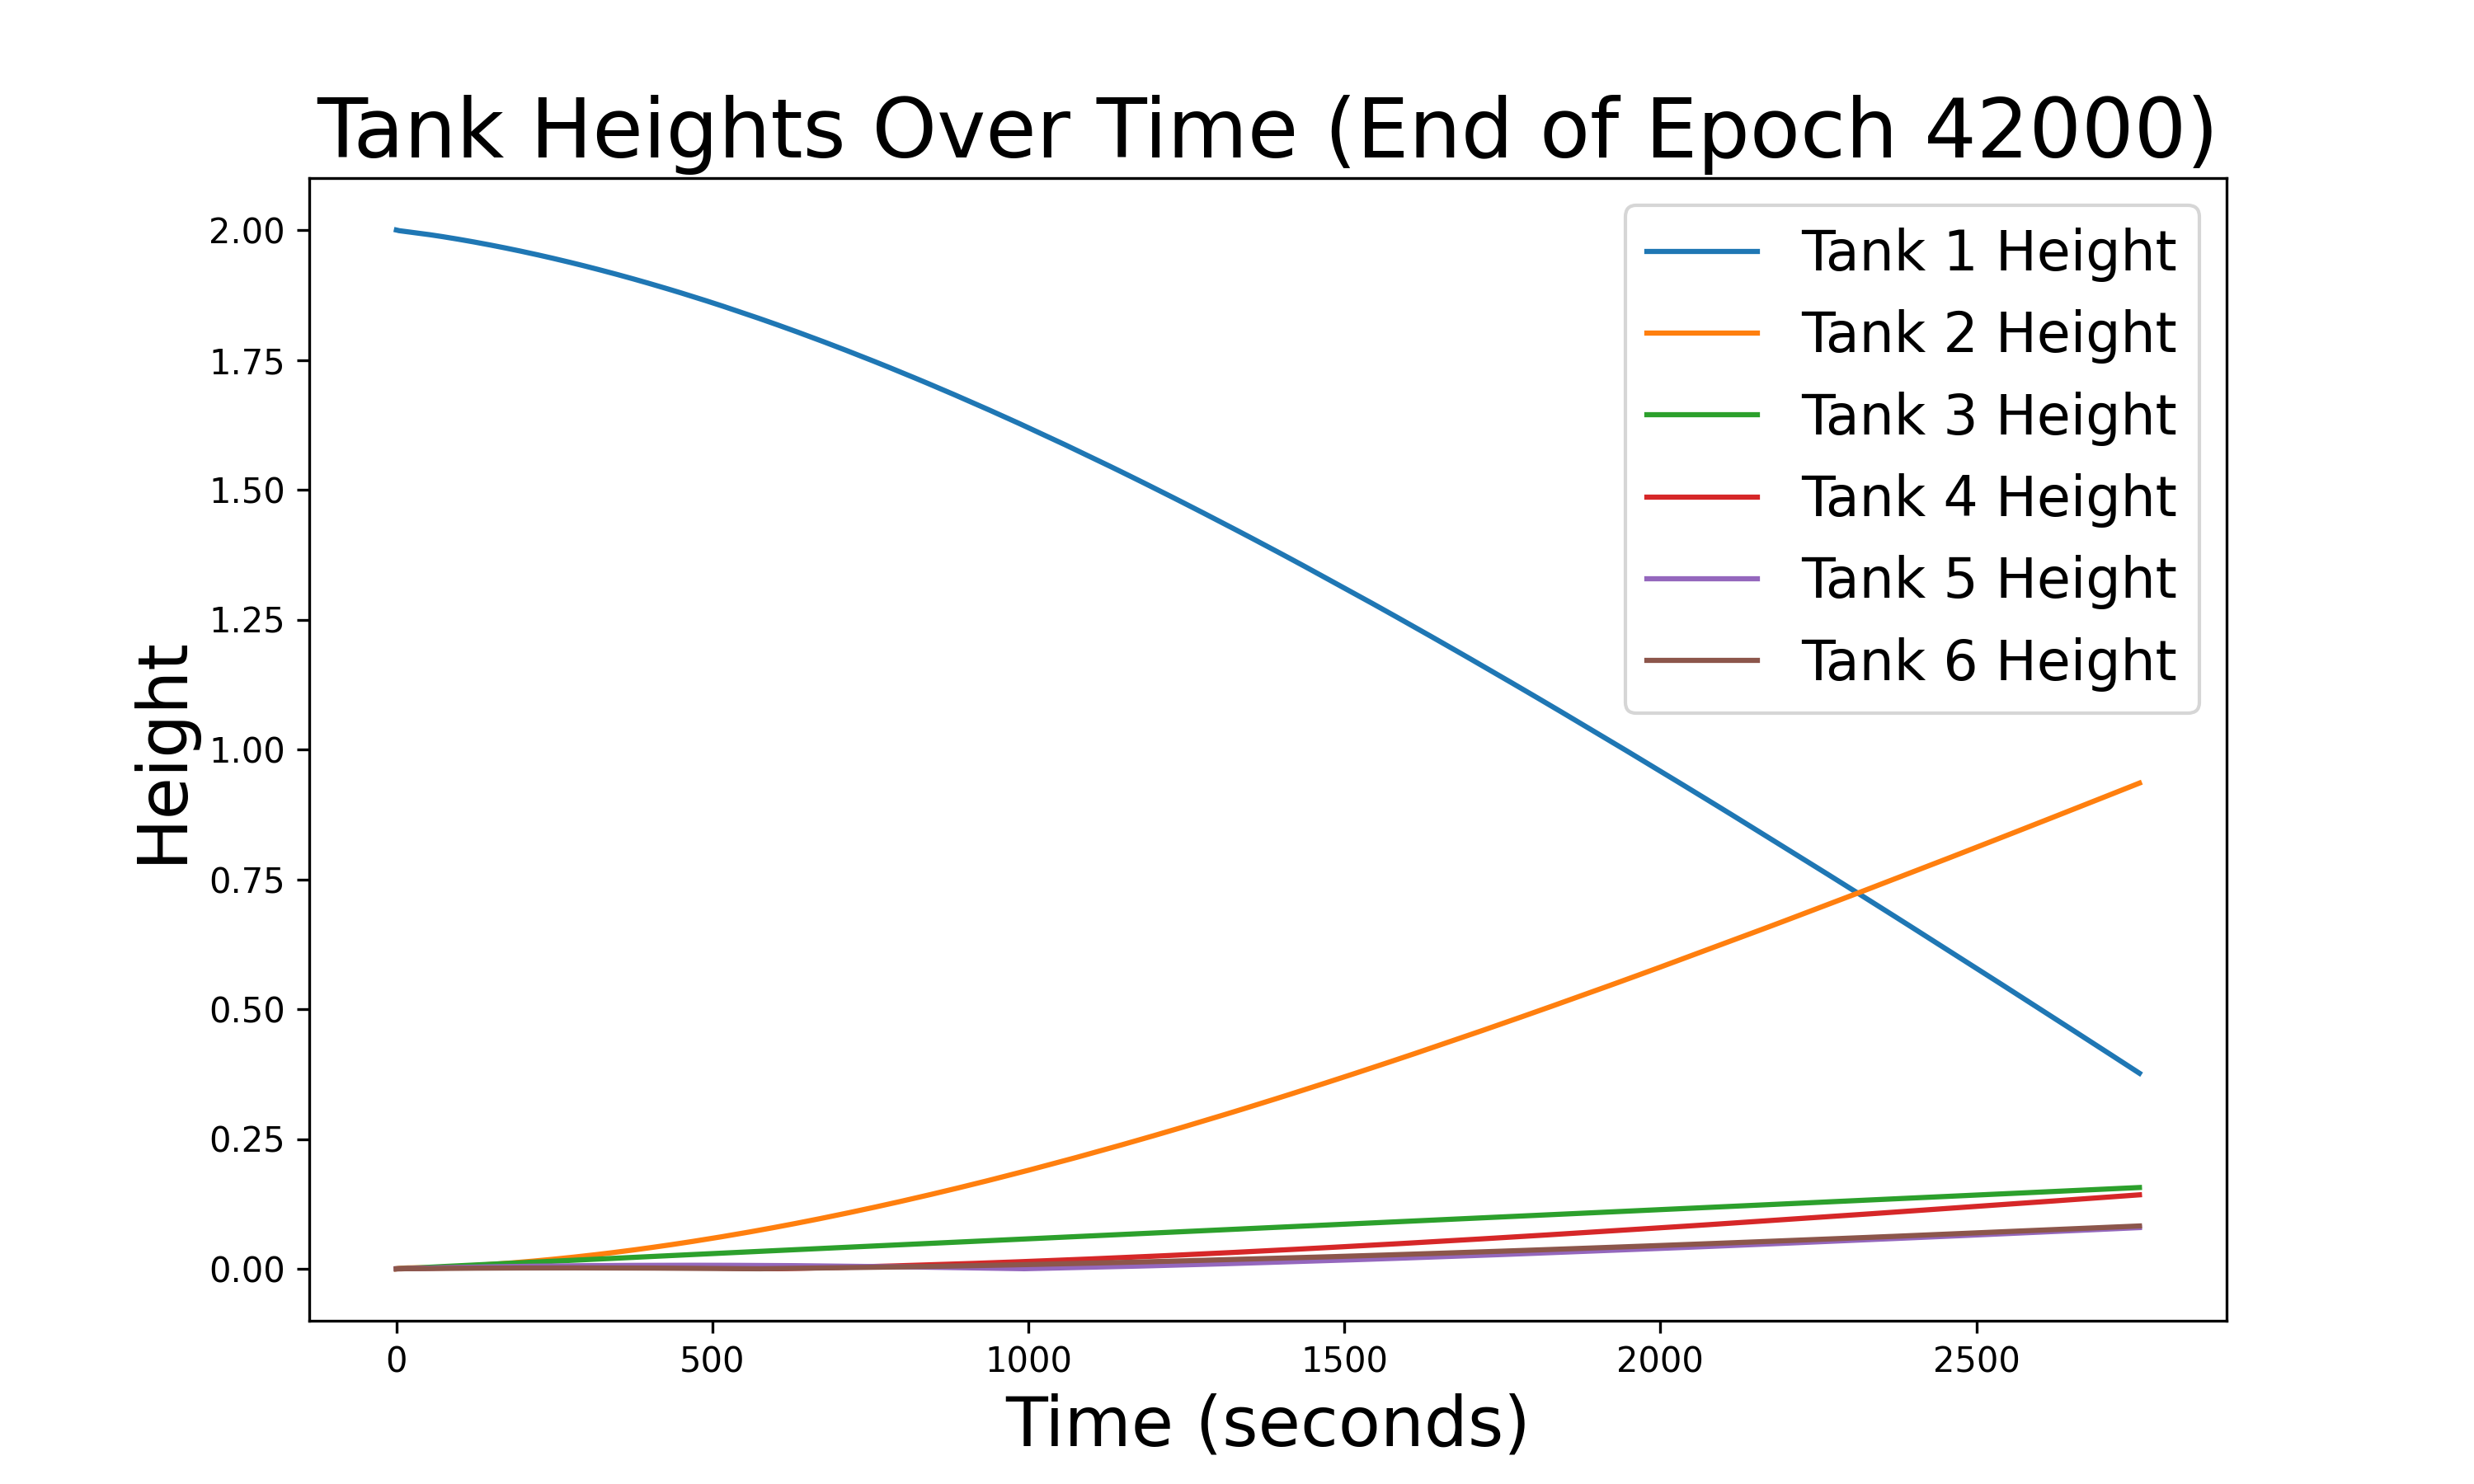 Tank Heights Over Time (End of Epoch 42000)
Height
2.00
1.75
1.50
1.25
1.00
0.75
0.50
0.25
0.00
Tank 1 Height
Tank 2 Height
Tank 3 Height
Tank 4 Height
Tank 5 Height
Tank 6 Height
0 500 1000 1500 2000 2500
Time (seconds)